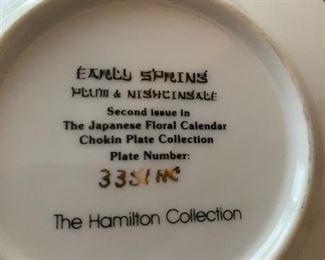 EARLY SPRING
PLUM & NIGHTINGALE
Second issue in
The Japanese Floral Calendar
Chokin Plate Collection
Plate Number:
3351HC
The Hamilton Collection